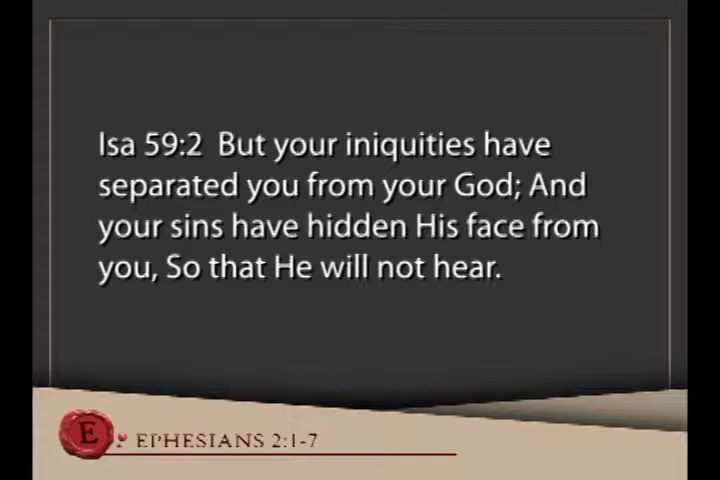 Isa 59:2  But your iniquities have
separated you from your God; And
your sins have hidden His face from
you, So that He will not hear.
E
EPHESIANS 2:1-7